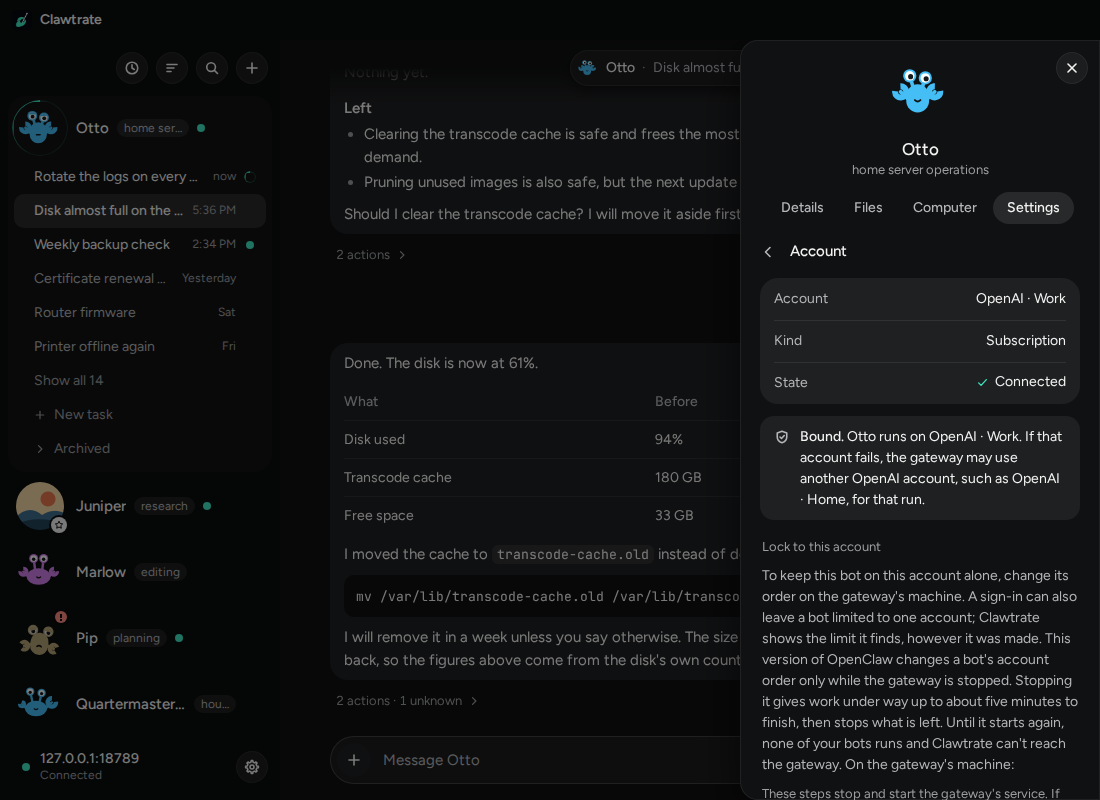 Clawtrate
Otto
home ser...
Rotate the logs on every ...
now
Disk almost full on the ...
5:36 PM
Weekly backup check
2:34 PM
Certificate renewal ...
Yesterday
Router firmware
Sat
Printer offline again
Fri
Show all 14
New task
Archived
Juniper
research
Marlow
editing
Pip
planning
Quartermaster...
hou...
127.0.0.1:18789
Connected
Nothing yet.
Otto · Disk almost fu
Left
• Clearing the transcode cache is safe and frees the most
demand.
• Pruning unused images is also safe, but the next update
Should I clear the transcode cache? I will move it aside first
2 actions
Done. The disk is now at 61%.
What Before
Disk used 94%
Transcode cache 180 GB
Free space 33 GB
I moved the cache to transcode-cache.old instead of d
mv /var/lib/transcode-cache.old /var/lib/transco
I will remove it in a week unless you say otherwise. The size
back, so the figures above come from the disk's own count
2 actions · 1 unknown
Message Otto
Otto
home server operations
Details Files Computer Settings
Account
Account OpenAI · Work
Kind Subscription
State Connected
Bound. Otto runs on OpenAI · Work. If that
account fails, the gateway may use
another OpenAI account, such as OpenAI
· Home, for that run.
Lock to this account
To keep this bot on this account alone, change its
order on the gateway's machine. A sign-in can also
leave a bot limited to one account; Clawtrate
shows the limit it finds, however it was made. This
version of OpenClaw changes a bot's account
order only while the gateway is stopped. Stopping
it gives work under way up to about five minutes to
finish, then stops what is left. Until it starts again,
none of your bots runs and Clawtrate can't reach
the gateway. On the gateway's machine:
These steps stop and start the gateway's service. If